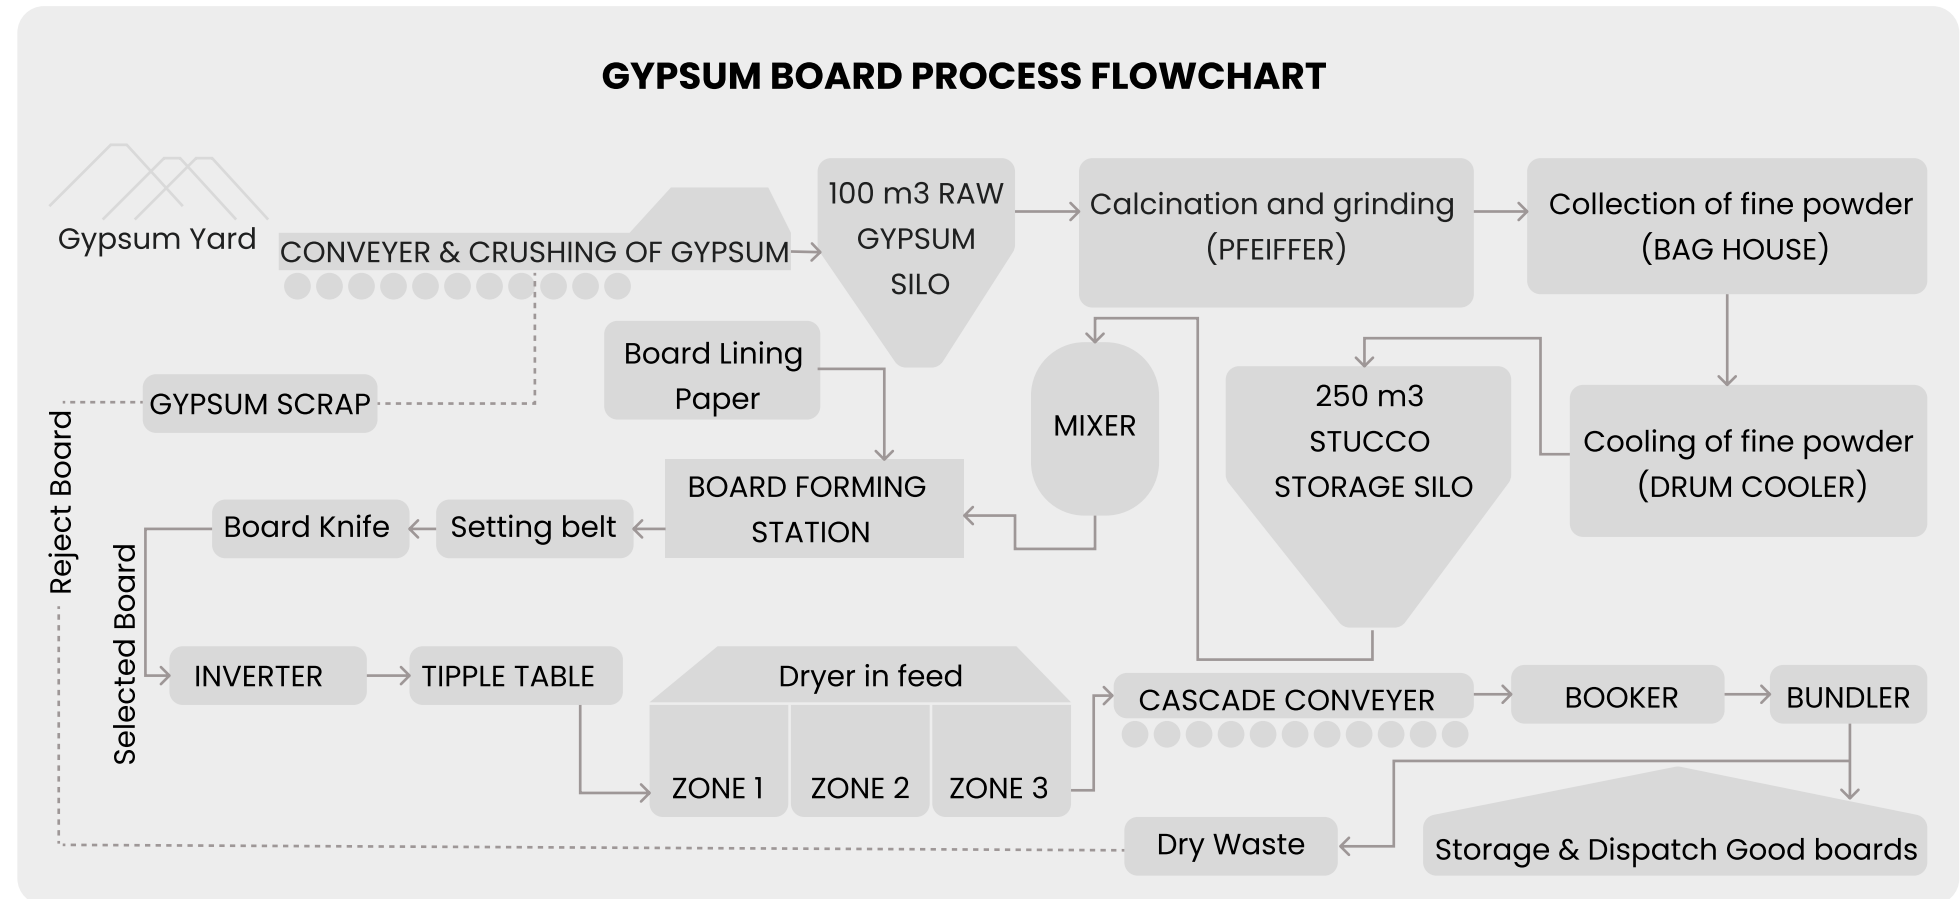 GYPSUM BOARD PROCESS FLOWCHART
Gypsum Yard
CONVEYER & CRUSHING OF GYPSUM
100 m3 RAW
GYPSUM
SILO
Calcination and grinding
(PFEIFFER)
Collection of fine powder
(BAG HOUSE)
GYPSUM SCRAP
Board Lining
Paper
MIXER
250 m3
STUCCO
STORAGE SILO
Cooling of fine powder
(DRUM COOLER)
Reject Board
Board Knife
Setting belt
BOARD FORMING
STATION
Selected Board
INVERTER
TIPPLE TABLE
Dryer in feed
ZONE 1
ZONE 2
ZONE 3
CASCADE CONVEYER
BOOKER
BUNDLER
Dry Waste
Storage & Dispatch Good boards